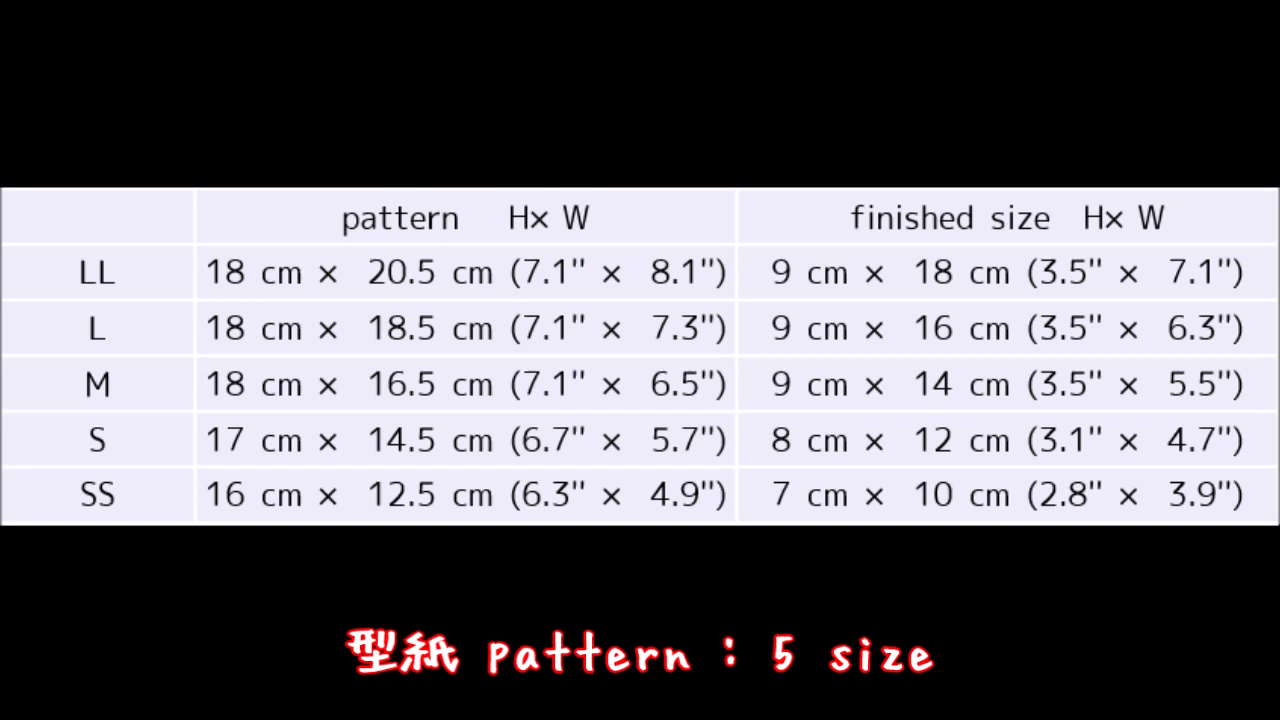 pattern H× W finished size H× W
LL 18 cm × 20.5 cm (7.1" × 8.1") 9 cm × 18 cm (3.5" × 7.1")
L 18 cm × 18.5 cm (7.1" × 7.3") 9 cm × 16 cm (3.5" × 6.3")
M 18 cm × 16.5 cm (7.1" × 6.5") 9 cm × 14 cm (3.5" × 5.5")
S 17 cm × 14.5 cm (6.7" × 5.7") 8 cm × 12 cm (3.1" × 4.7")
SS 16 cm × 12.5 cm (6.3" × 4.9") 7 cm × 10 cm (2.8" × 3.9")
型紙 pattern : 5 size